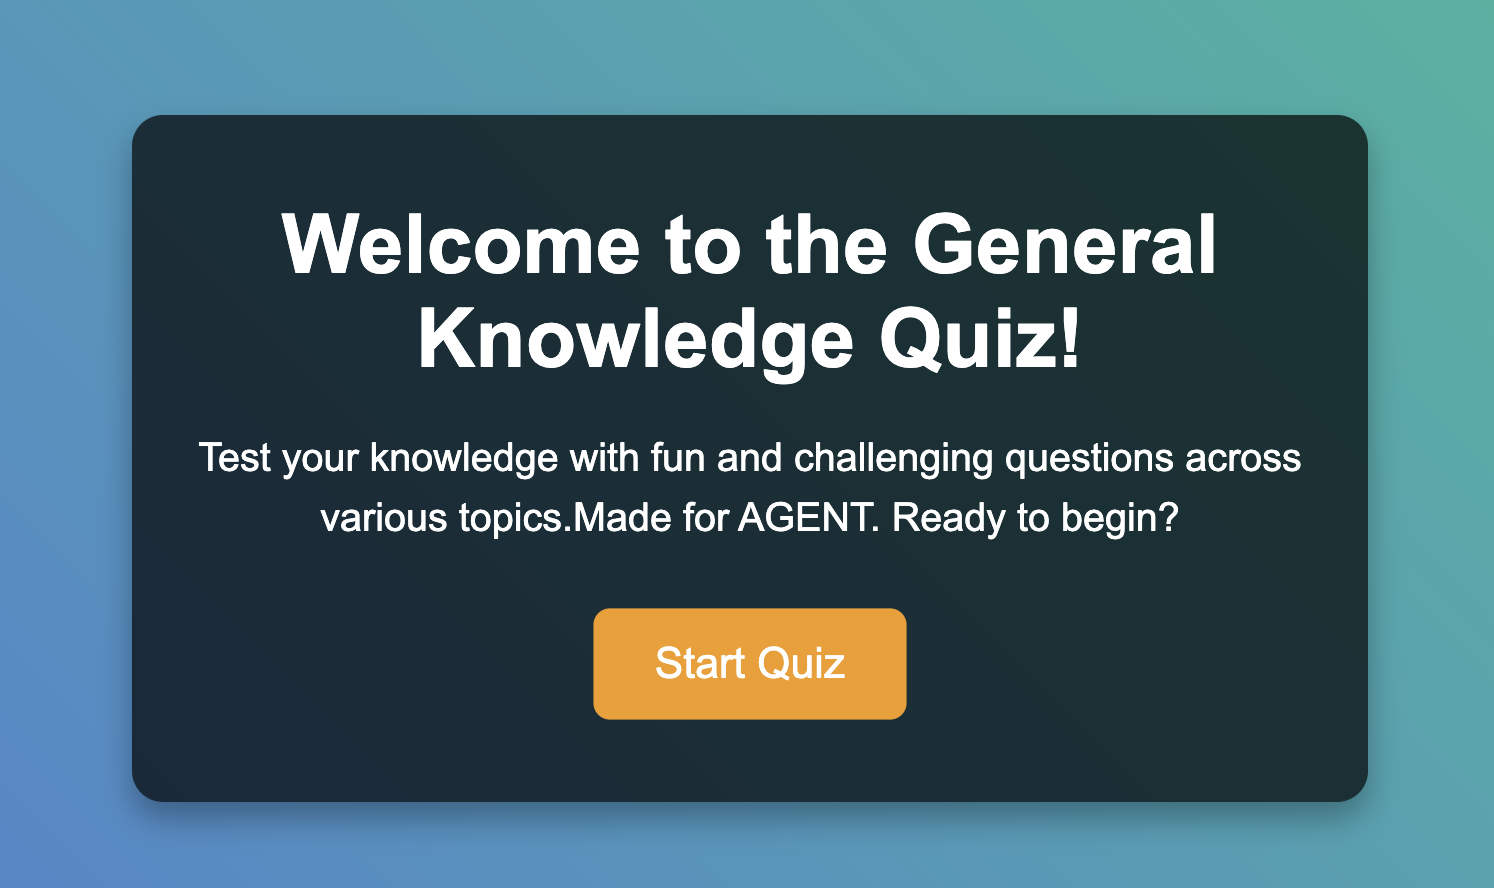 Welcome to the General
Knowledge Quiz!
Test your knowledge with fun and challenging questions across
various topics.Made for AGENT. Ready to begin?
Start Quiz